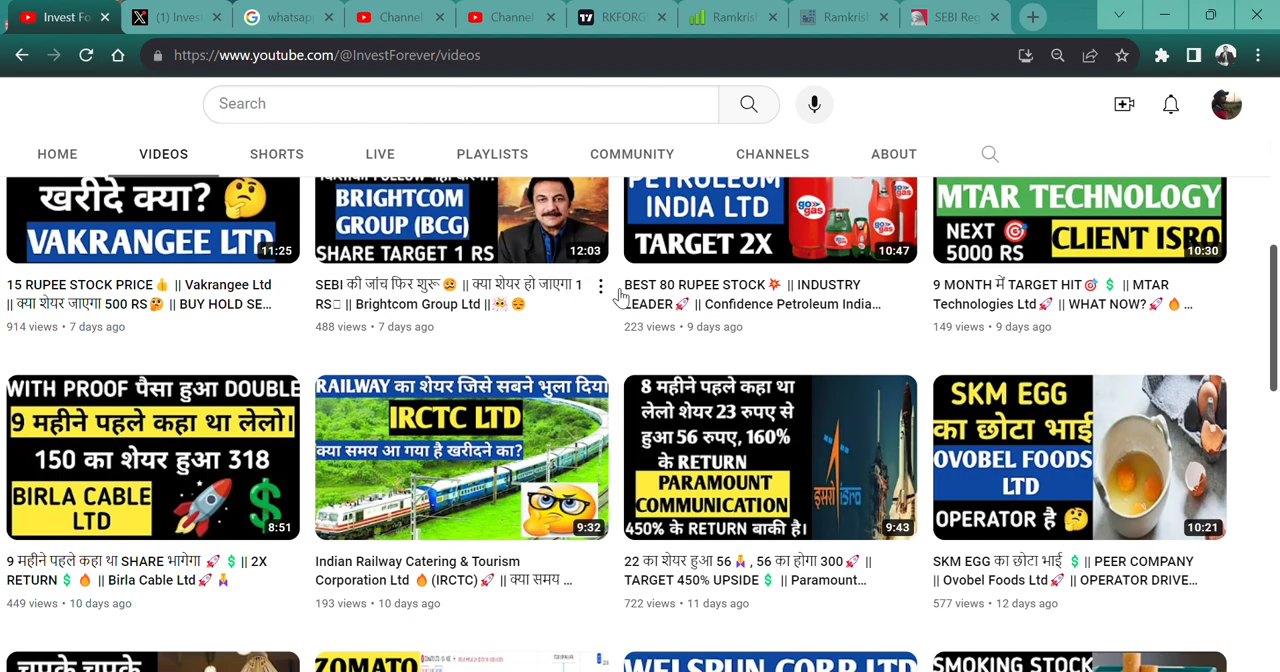 Invest Fo
(1) Invest
whatsap
Channel
Channel
RKFORG
Ramkris
Ramkris
SEBI Reg
https://www.youtube.com/@InvestForever/videos
Search
HOME
VIDEOS
SHORTS
LIVE
PLAYLISTS
COMMUNITY
CHANNELS
ABOUT
खरीदे क्या?
VAKRANGEE LTD
11:25
BRIGHTCOM
GROUP (BCG)
SHARE TARGET 1 RS
12:03
PETROLEUM
INDIA LTD
TARGET 2X
go gas
10:47
MTAR TECHNOLOGY
NEXT
5000 RS
CLIENT ISRO
10:30
15 RUPEE STOCK PRICE👍 || Vakrangee Ltd
|| क्या शेयर जाएगा 500 RS🤔 || BUY HOLD SE...
914 views • 7 days ago
SEBI की जांच फिर शुरू🥺 || क्या शेयर हो जाएगा 1
RS || Brightcom Group Ltd ||
488 views • 7 days ago
BEST 80 RUPEE STOCK💥 || INDUSTRY
LEADER🚀 || Confidence Petroleum India...
223 views • 9 days ago
9 MONTH में TARGET HIT🎯 💲 || MTAR
Technologies Ltd🚀 || WHAT NOW?🚀 🔥 ...
149 views • 9 days ago
WITH PROOF पैसा हुआ DOUBLE
9 महीने पहले कहा था लेलो।
150 का शेयर हुआ 318
BIRLA CABLE
LTD
8:51
RAILWAY का शेयर जिसे सबने भुला दिया
IRCTC LTD
क्या समय आ गया है खरीदने का?
9:32
8 महीने पहले कहा था
लेलो शेयर 23 रुपए से
हुआ 56 रुपए, 160%
के RETURN
PARAMOUNT
COMMUNICATION
450% के RETURN बाकी है।
इसरो isro
9:43
SKM EGG
का छोटा भाई
OVOBEL FOODS
LTD
OPERATOR है
10:21
9 महीने पहले कहा था SHARE भागेगा 🚀 💲 || 2X
RETURN💲 🔥 || Birla Cable Ltd🚀
449 views • 10 days ago
Indian Railway Catering & Tourism
Corporation Ltd 🔥(IRCTC)🚀 || क्या समय ...
193 views • 10 days ago
22 का शेयर हुआ 56 , 56 का होगा 300🚀 ||
TARGET 450% UPSIDE💲 || Paramount...
722 views • 11 days ago
SKM EGG का छोटा भाई 💲 || PEER COMPANY
|| Ovobel Foods Ltd🚀 || OPERATOR DRIVE...
577 views • 12 days ago
चुपके चुपके
ZOMATO
WELSPUN CORP LTD
SMOKING STOCK